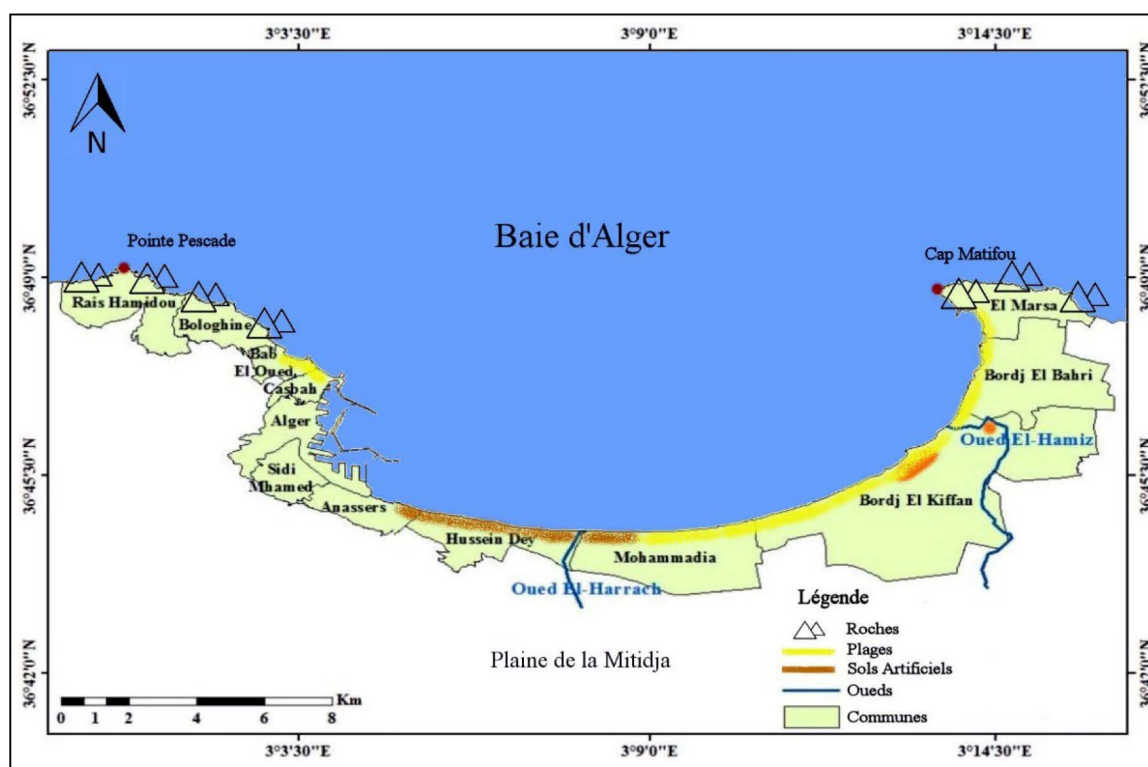 3°3'30"E
3°9'0"E
3°14'30"E
36°52'30"N
36°52'30"N
N
Baie d'Alger
Pointe Pescade
Cap Matifou
36°49'0"N
36°49'0"N
Rais Hamidou
El Marsa
Bologhine
Bab
El Oued
Casbah
Bordj El Bahri
Alger
Oued El-Hamiz
36°45'30"N
36°45'30"N
Sidi
Mhamed
Anassers
Bordj El Kiffan
Hussein Dey
Mohammadia
Oued El-Harrach
Légende
Roches
Plages
Sols Artificiels
Oueds
Communes
Plaine de la Mitidja
36°42'0"N
36°42'0"N
Km
0 1 2 4 6 8
3°3'30"E
3°9'0"E
3°14'30"E